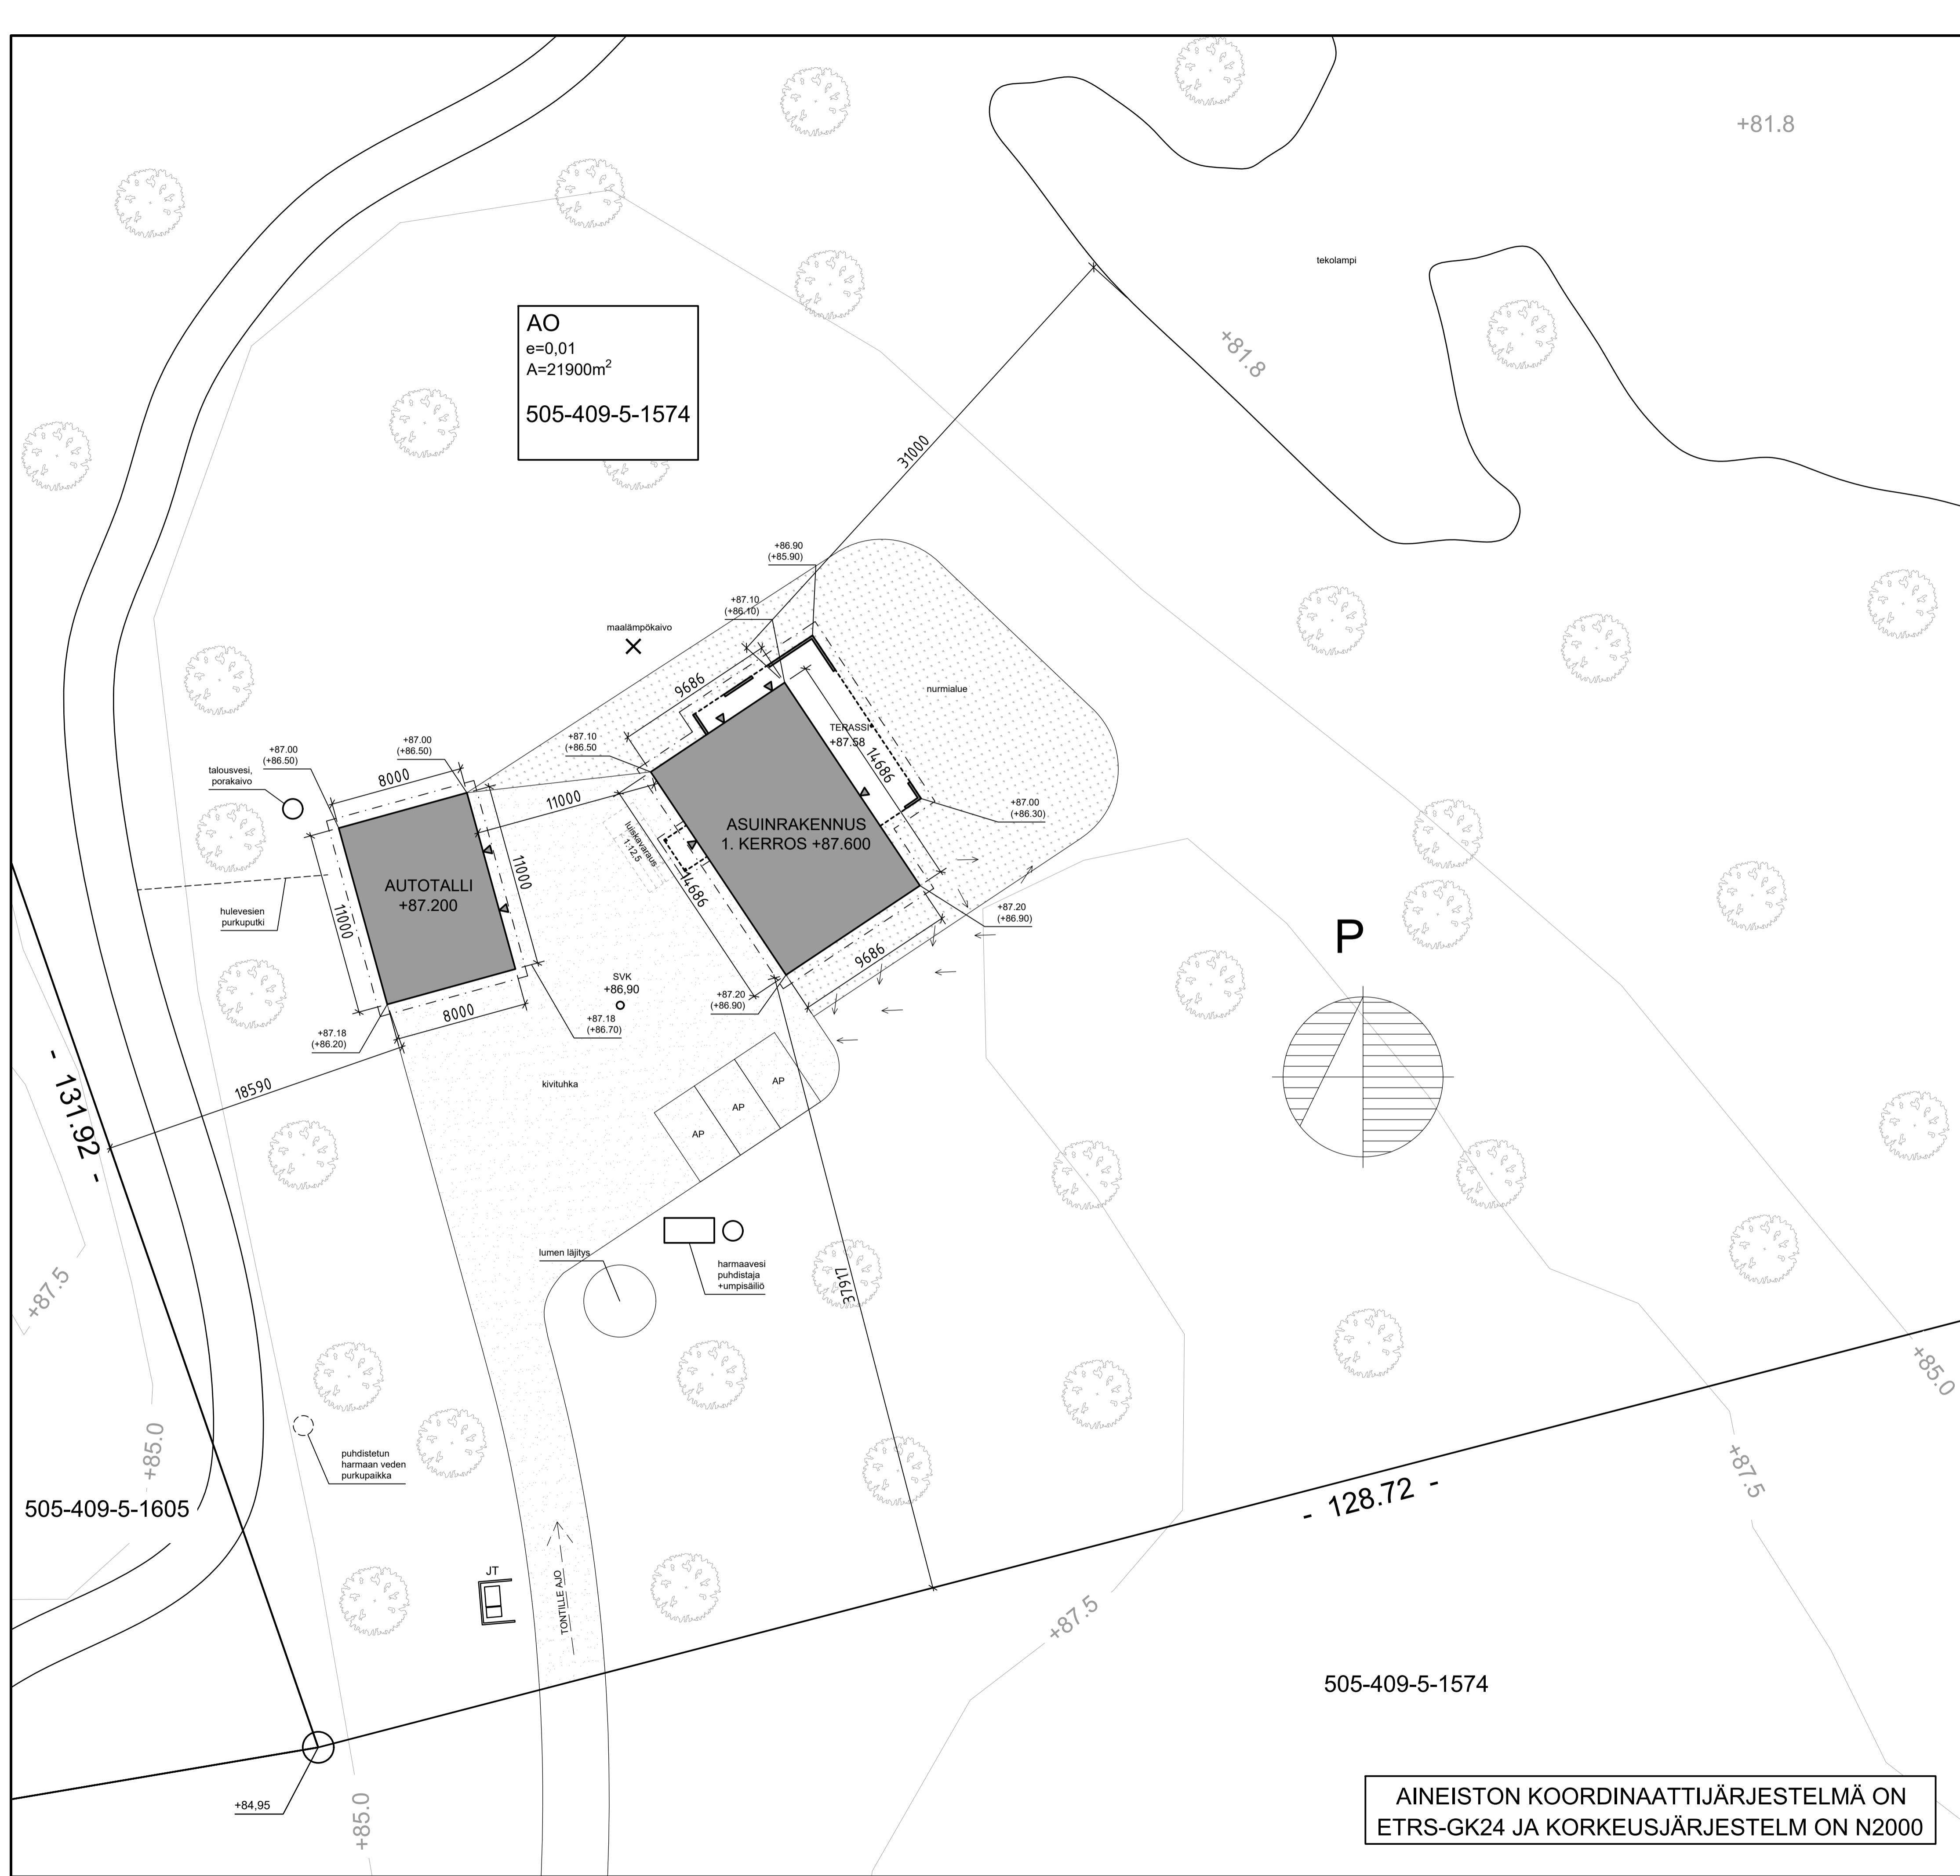 +81.8
tekolampi
AO
e=0,01
A=21900m²
505-409-5-1574
+81.8
31000
+86.90
(+85.90)
+87.10
(+86.10)
maalämpökaivo
9686
nurmialue
TERASSI
+87.58
14686
+87.10
(+86.50
+87.00
(+86.50)
+87.00
(+86.50)
talousvesi,
porakaivo
8000
11000
luiskavaraus
1:12.5
ASUINRAKENNUS
1. KERROS +87.600
+87.00
(+86.30)
AUTOTALLI
+87.200
11000
11000
14686
hulevesien
purkuputki
+87.20
(+86.90)
P
9686
SVK
+86,90
+87.20
(+86.90)
8000
+87.18
(+86.70)
+87.18
(+86.20)
18590
- 131.92 -
kivituhka
AP
AP
AP
lumen läjitys
harmaavesi
puhdistaja
+umpisäiliö
37917
+87.5
+85.0
+85.0
puhdistetun
harmaan veden
purkupaikka
505-409-5-1605
- 128.72 -
+87.5
JT
TONTILLE AJO
+87.5
505-409-5-1574
+84,95
+85.0
AINEISTON KOORDINAATTIJÄRJESTELMÄ ON
ETRS-GK24 JA KORKEUSJÄRJESTELM ON N2000